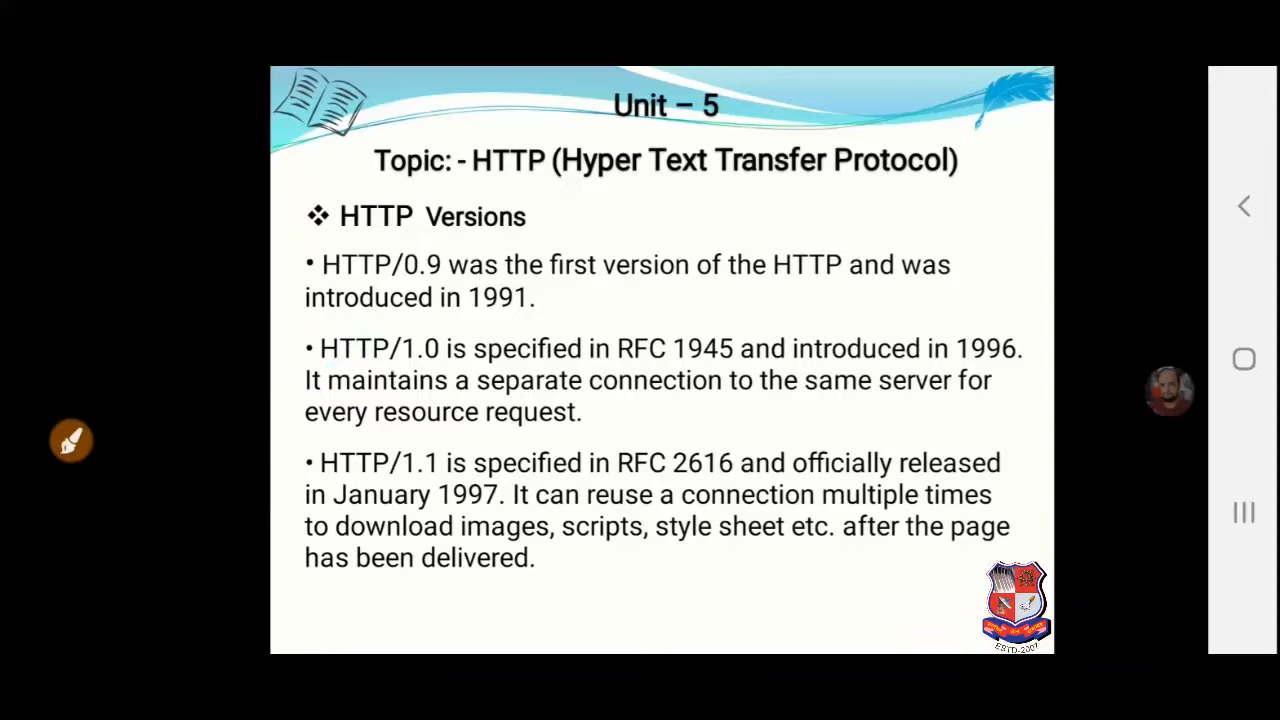 Unit – 5
Topic: - HTTP (Hyper Text Transfer Protocol)
❖ HTTP Versions
• HTTP/0.9 was the first version of the HTTP and was
introduced in 1991.
• HTTP/1.0 is specified in RFC 1945 and introduced in 1996.
It maintains a separate connection to the same server for
every resource request.
• HTTP/1.1 is specified in RFC 2616 and officially released
in January 1997. It can reuse a connection multiple times
to download images, scripts, style sheet etc. after the page
has been delivered.
ESTD-2007